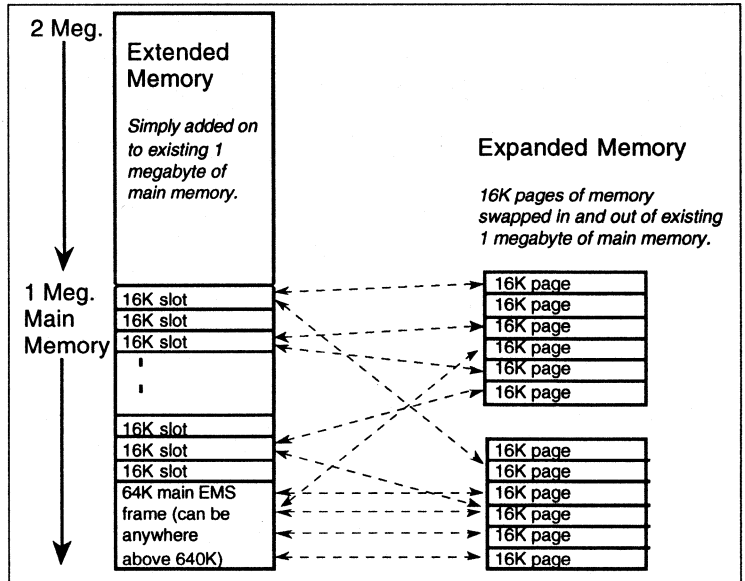 2 Meg.
Extended
Memory
Simply added on
to existing 1
megabyte of
main memory.
Expanded Memory
16K pages of memory
swapped in and out of existing
1 megabyte of main memory.
1 Meg.
Main
Memory
16K slot
16K slot
16K slot
16K slot
16K slot
16K slot
64K main EMS
frame (can be
anywhere
above 640K)
16K page
16K page
16K page
16K page
16K page
16K page
16K page
16K page
16K page
16K page
16K page
16K page